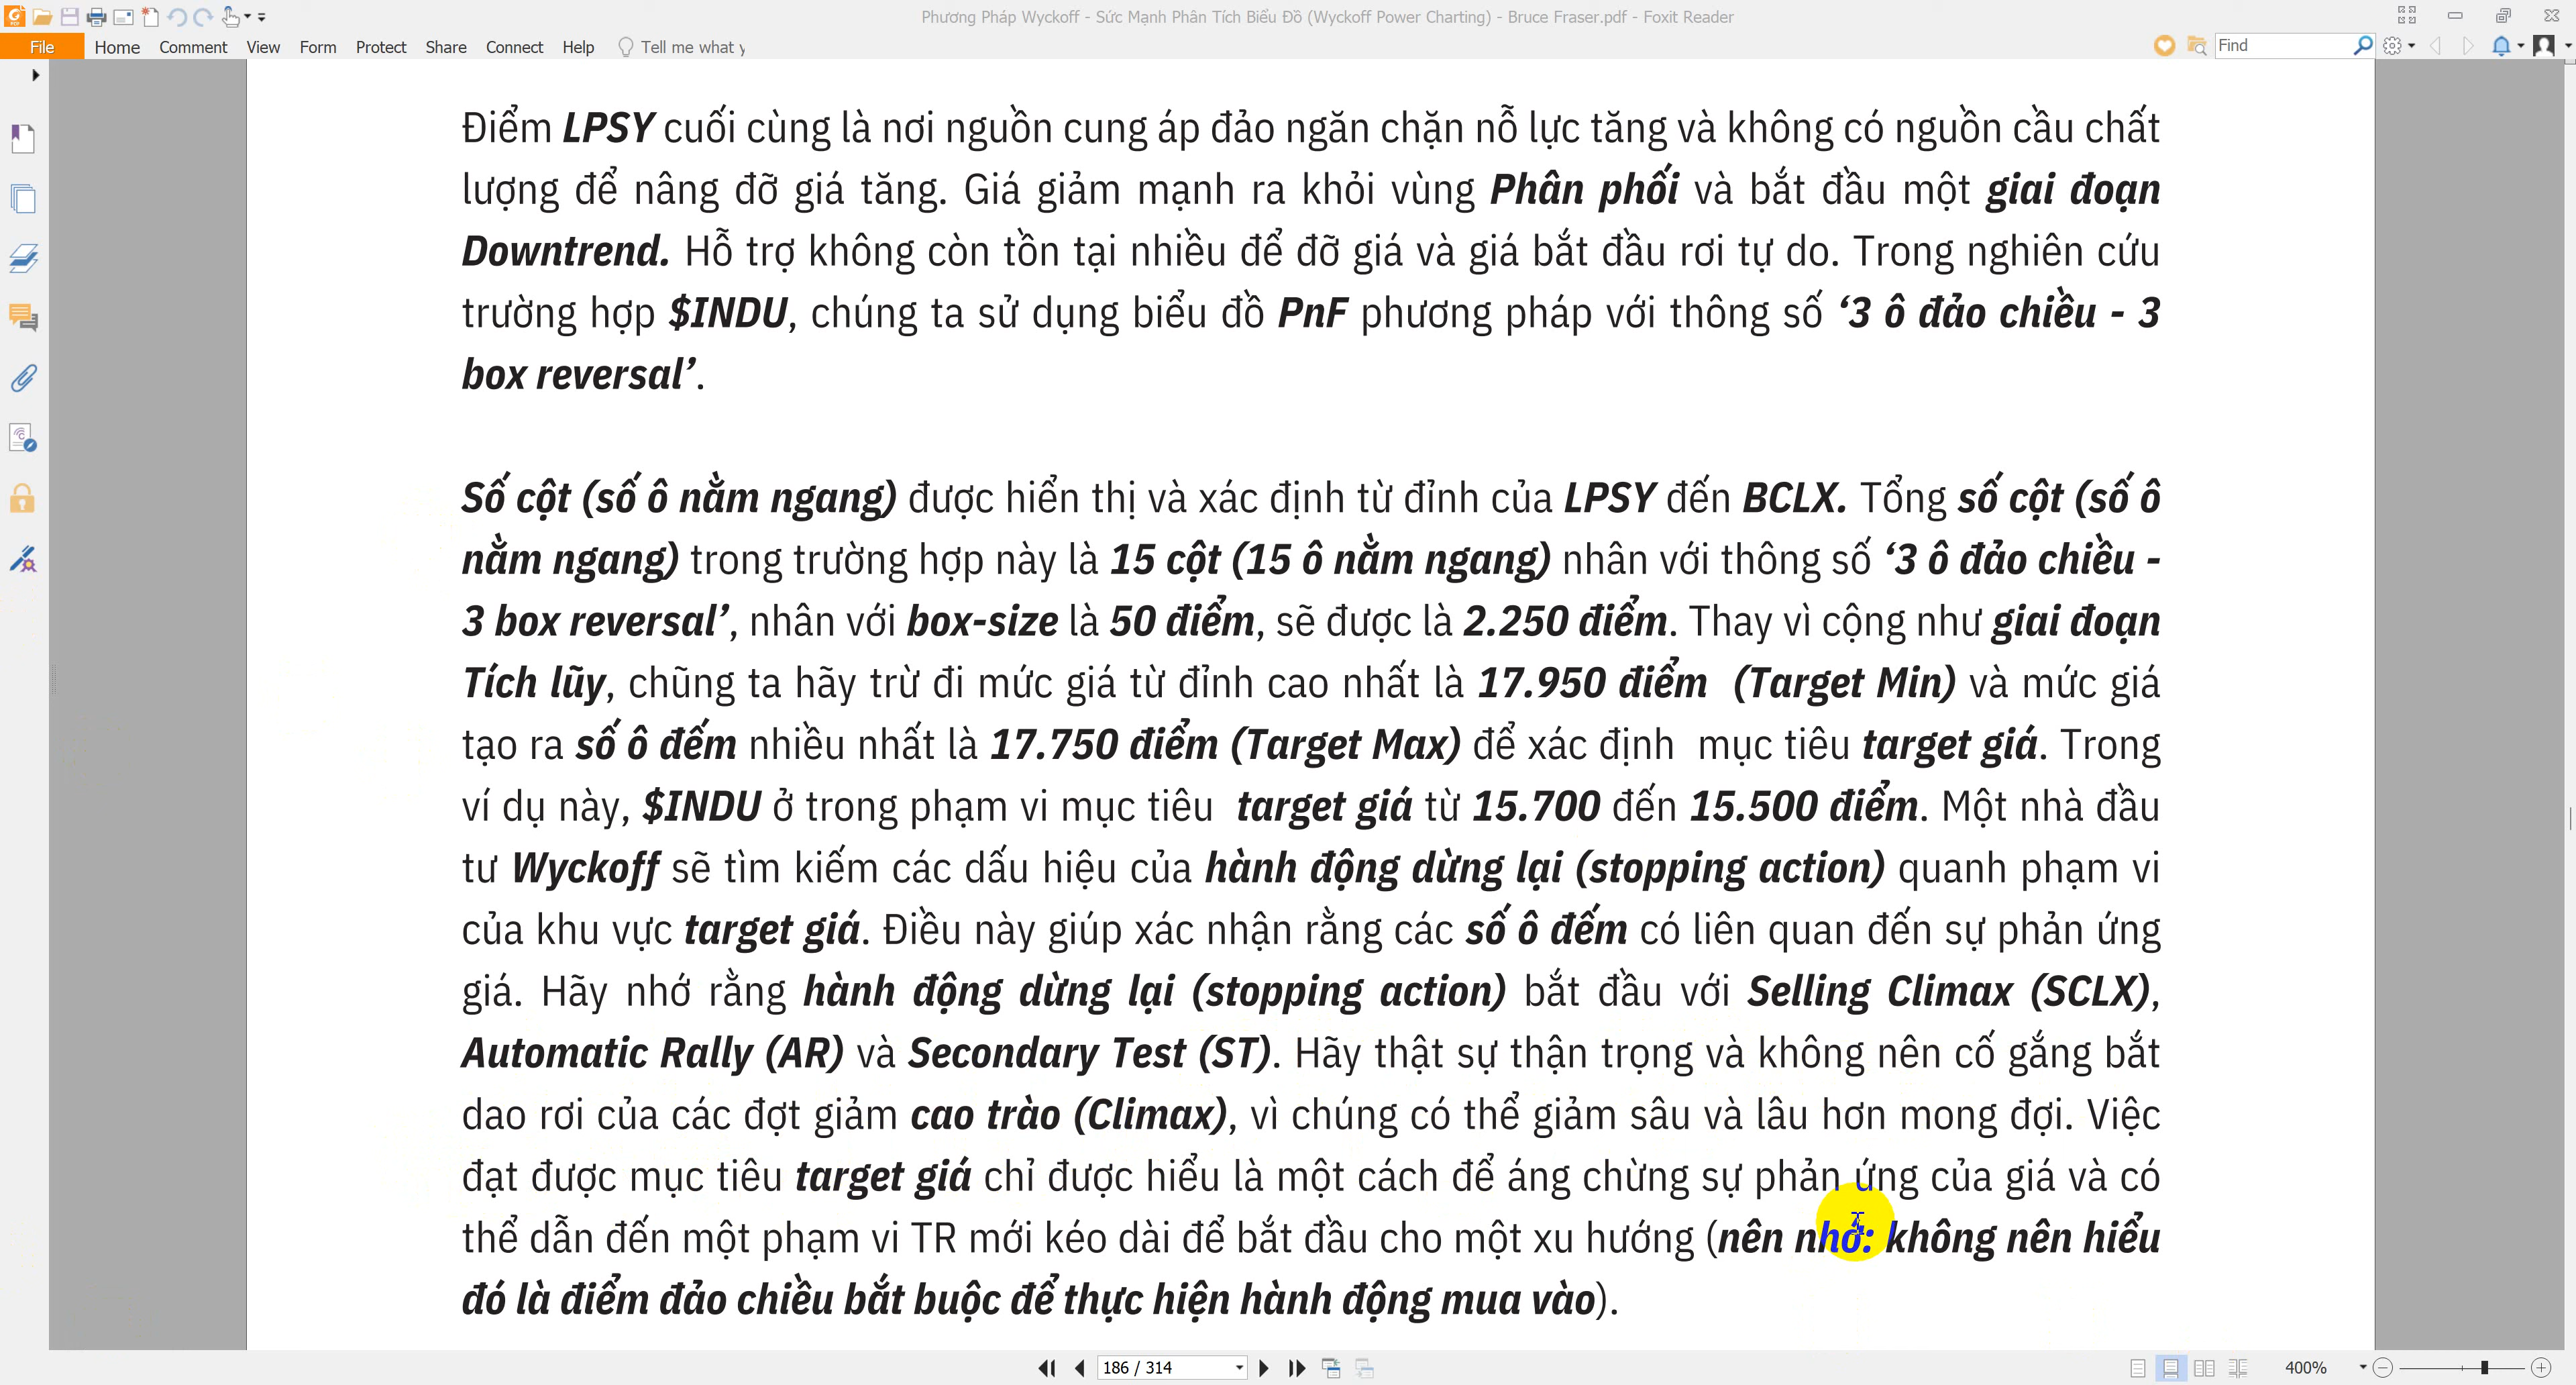 Phương Pháp Wyckoff - Sức Mạnh Phân Tích Biểu Đồ (Wyckoff Power Charting) - Bruce Fraser.pdf - Foxit Reader
File Home Comment View Form Protect Share Connect Help Tell me what y Find
Điểm LPSY cuối cùng là nơi nguồn cung áp đảo ngăn chặn nỗ lực tăng và không có nguồn cầu chất
lượng để nâng đỡ giá tăng. Giá giảm mạnh ra khỏi vùng Phân phối và bắt đầu một giai đoạn
Downtrend. Hỗ trợ không còn tồn tại nhiều để đỡ giá và giá bắt đầu rơi tự do. Trong nghiên cứu
trường hợp $INDU, chúng ta sử dụng biểu đồ PnF phương pháp với thông số ‘3 ô đảo chiều - 3
box reversal’.
Số cột (số ô nằm ngang) được hiển thị và xác định từ đỉnh của LPSY đến BCLX. Tổng số cột (số ô
nằm ngang) trong trường hợp này là 15 cột (15 ô nằm ngang) nhân với thông số ‘3 ô đảo chiều -
3 box reversal’, nhân với box-size là 50 điểm, sẽ được là 2.250 điểm. Thay vì cộng như giai đoạn
Tích lũy, chũng ta hãy trừ đi mức giá từ đỉnh cao nhất là 17.950 điểm (Target Min) và mức giá
tạo ra số ô đếm nhiều nhất là 17.750 điểm (Target Max) để xác định mục tiêu target giá. Trong
ví dụ này, $INDU ở trong phạm vi mục tiêu target giá từ 15.700 đến 15.500 điểm. Một nhà đầu
tư Wyckoff sẽ tìm kiếm các dấu hiệu của hành động dừng lại (stopping action) quanh phạm vi
của khu vực target giá. Điều này giúp xác nhận rằng các số ô đếm có liên quan đến sự phản ứng
giá. Hãy nhớ rằng hành động dừng lại (stopping action) bắt đầu với Selling Climax (SCLX),
Automatic Rally (AR) và Secondary Test (ST). Hãy thật sự thận trọng và không nên cố gắng bắt
dao rơi của các đợt giảm cao trào (Climax), vì chúng có thể giảm sâu và lâu hơn mong đợi. Việc
đạt được mục tiêu target giá chỉ được hiểu là một cách để áng chừng sự phản ứng của giá và có
thể dẫn đến một phạm vi TR mới kéo dài để bắt đầu cho một xu hướng (nên nhớ: không nên hiểu
đó là điểm đảo chiều bắt buộc để thực hiện hành động mua vào).
186 / 314 400%